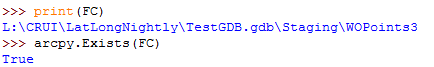 >>> print(FC)
L:\CRUI\LatLongNightly\TestGDB.gdb\Staging\WOPoints3
>>> arcpy.Exists(FC)
True